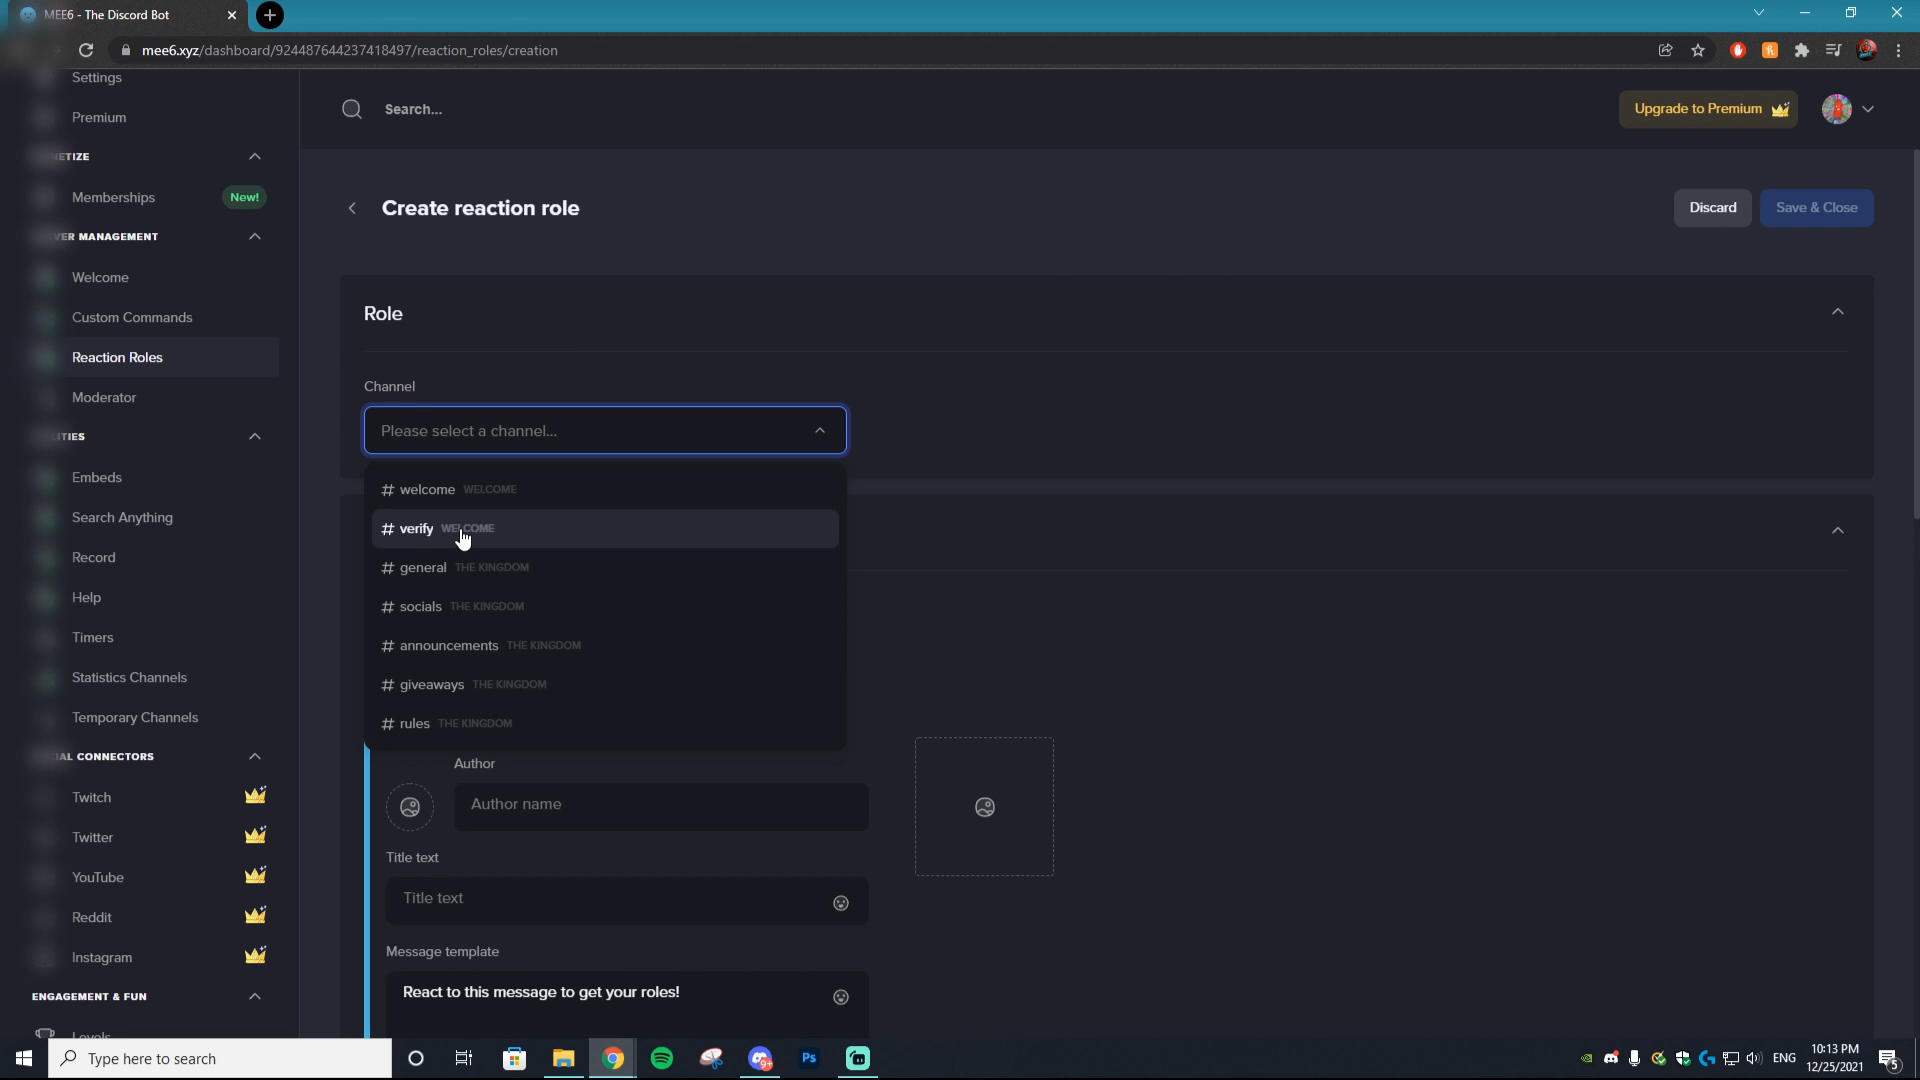 MEE6 - The Discord Bot
mee6.xyz/dashboard/924487644237418497/reaction_roles/creation
Settings
Premium
ETIZE
Memberships
New!
ER MANAGEMENT
Welcome
Custom Commands
Reaction Roles
Moderator
ITIES
Embeds
Search Anything
Record
Help
Timers
Statistics Channels
Temporary Channels
AL CONNECTORS
Twitch
Twitter
YouTube
Reddit
Instagram
ENGAGEMENT & FUN
Levels
Search...
Upgrade to Premium
Create reaction role
Discard
Save & Close
Role
Channel
Please select a channel...
# welcome WELCOME
# verify WELCOME
# general THE KINGDOM
# socials THE KINGDOM
# announcements THE KINGDOM
# giveaways THE KINGDOM
# rules THE KINGDOM
Author
Author name
Title text
Title text
Message template
React to this message to get your roles!
Type here to search
9+
Ps
ENG
10:13 PM
12/25/2021
5